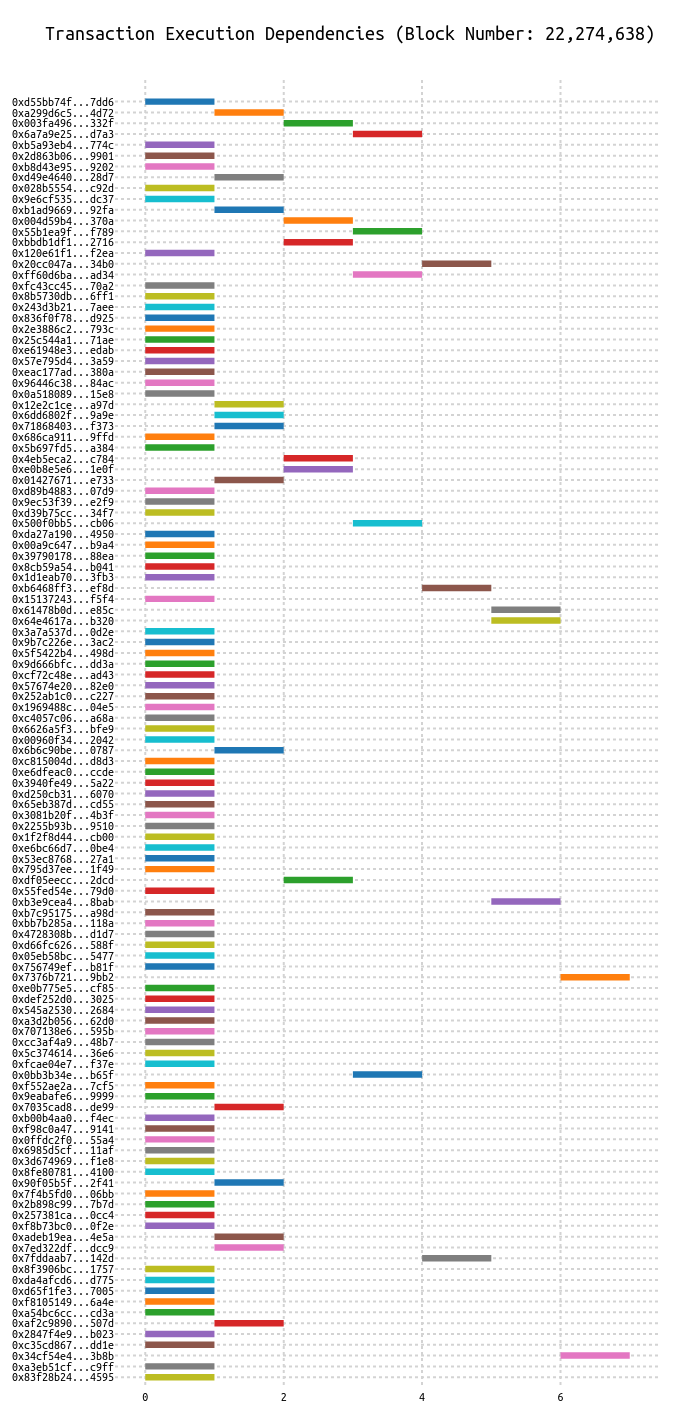 Transaction Execution Dependencies (Block Number: 22,274,638)
0xd55bb74f...7dd6
0xa299d6c5...4d72
0x003fa496...332f
0x6a7a9e25...d7a3
0xb5a93eb4...774c
0x2d863b06...9901
0xb8d43e95...9202
0xd49e4640...28d7
0x028b5554...c92d
0x9e6cf535...dc37
0xb1ad9669...92fa
0x004d59b4...370a
0x55b1ea9f...f789
0xbbdb1df1...2716
0x120e61f1...f2ea
0x20cc047a...34b0
0xff60d6ba...ad34
0xfc43cc45...70a2
0x8b5730db...6ff1
0x243d3b21...7aee
0x836f0f78...d925
0x2e3886c2...793c
0x25c544a1...71ae
0xe61948e3...edab
0x57e795d4...3a59
0xeac177ad...380a
0x96446c38...84ac
0x0a518089...15e8
0x12e2c1ce...a97d
0x6dd6802f...9a9e
0x71868403...f373
0x686ca911...9ffd
0x5b697fd5...a384
0x4eb5eca2...c784
0xe0b8e5e6...1e0f
0x01427671...e733
0xd89b4883...07d9
0x9ec53f39...e2f9
0xd39b75cc...34f7
0x500f0bb5...cb06
0xda27a190...4950
0x00a9c647...b9a4
0x39790178...88ea
0x8cb59a54...b041
0x1d1eab70...3fb3
0xb6468ff3...ef8d
0x15137243...f5f4
0x61478b0d...e85c
0x64e4617a...b320
0x3a7a537d...0d2e
0x9b7c226e...3ac2
0x5f5422b4...498d
0x9d666bfc...dd3a
0xcf72c48e...ad43
0x57674e20...82e0
0x252ab1c0...c227
0x1969488c...04e5
0xc4057c06...a68a
0x6626a5f3...bfe9
0x00960f34...2042
0x6b6c90be...0787
0xc815004d...d8d3
0xe6dfeac0...ccde
0x3940fe49...5a22
0xd250cb31...6070
0x65eb387d...cd55
0x3081b20f...4b3f
0x2255b93b...9510
0x1f2f8d44...cb00
0xe6bc66d7...0be4
0x53ec8768...27a1
0x795d37ee...1f49
0xdf05eecc...2dcd
0x55fed54e...79d0
0xb3e9cea4...8bab
0xb7c95175...a98d
0xbb7b285a...118a
0x4728308b...d1d7
0xd66fc626...588f
0x05eb58bc...5477
0x756749ef...b81f
0x7376b721...9bb2
0xe0b775e5...cf85
0xdef252d0...3025
0x545a2530...2684
0xa3d2b056...62d0
0x707138e6...595b
0xcc3af4a9...48b7
0x5c374614...36e6
0xfcae04e7...f37e
0x0bb3b34e...b65f
0xf552ae2a...7cf5
0x9eabafe6...9999
0x7035cad8...de99
0xb00b4aa0...f4ec
0xf98c0a47...9141
0x0ffdc2f0...55a4
0x6985d5cf...11af
0x3d674969...f1e8
0x8fe80781...4100
0x90f05b5f...2f41
0x7f4b5fd0...06bb
0x2b898c99...7b7d
0x257381ca...0cc4
0xf8b73bc0...0f2e
0xadeb19ea...4e5a
0x7ed322df...dcc9
0x7fddaab7...142d
0x8f3906bc...1757
0xda4afcd6...d775
0xd65f1fe3...7005
0xf8105149...6a4e
0xa54bc6cc...cd3a
0xaf2c9890...507d
0x2847f4e9...b023
0xc35cd867...dd1e
0x34cf54e4...3b8b
0xa3eb51cf...c9ff
0x83f28b24...4595
0 2 4 6